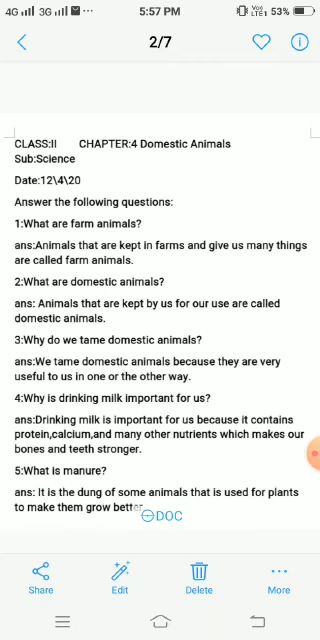 4G 3G ... 5:57 PM Vo) LTE1 53%
2/7
CLASS:II CHAPTER:4 Domestic Animals
Sub:Science
Date:12\4\20
Answer the following questions:
1:What are farm animals?
ans:Animals that are kept in farms and give us many things
are called farm animals.
2:What are domestic animals?
ans: Animals that are kept by us for our use are called
domestic animals.
3:Why do we tame domestic animals?
ans:We tame domestic animals because they are very
useful to us in one or the other way.
4:Why is drinking milk important for us?
ans:Drinking milk is important for us because it contains
protein,calcium,and many other nutrients which makes our
bones and teeth stronger.
5:What is manure?
ans: It is the dung of some animals that is used for plants
to make them grow better
DOC
Share Edit Delete More